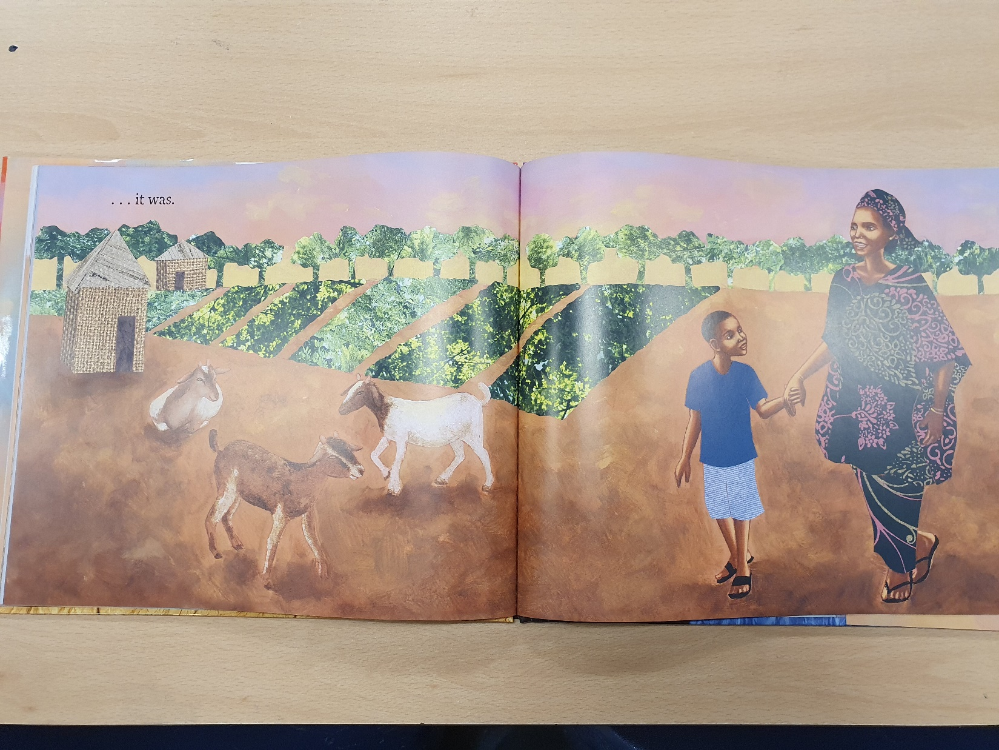 . . . it was.